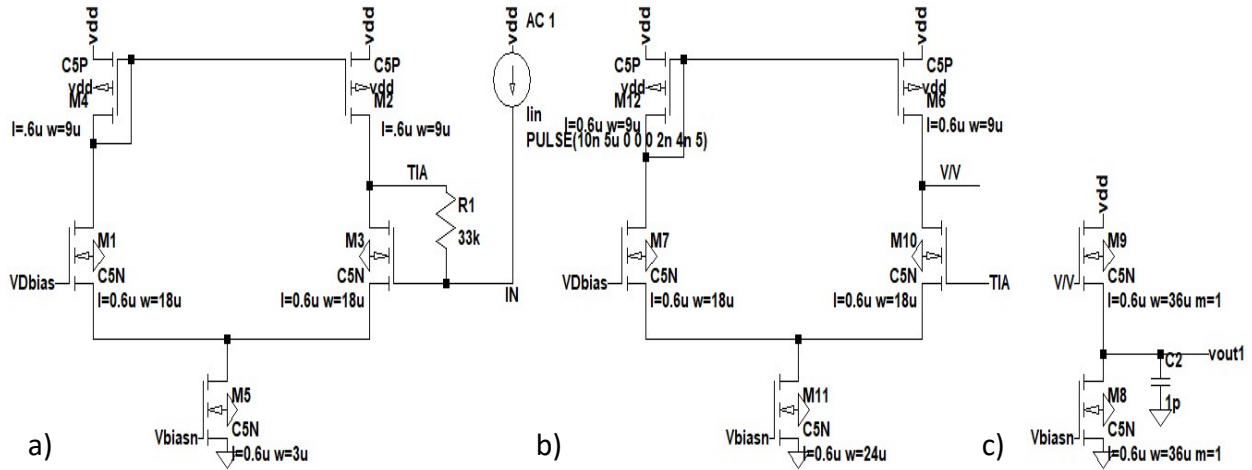 vdd
C5P
vdd
M4
l=.6u w=9u
vdd
C5P
vdd
M2
l=.6u w=9u
vdd
AC 1
Iin
PULSE(10n 5u 0 0 0 2n 4n 5)
TIA
R1
33k
M1
C5N
l=0.6u w=18u
VDbias
M3
C5N
l=0.6u w=18u
IN
M5
C5N
l=0.6u w=3u
Vbiasn
a)
vdd
C5P
vdd
M12
l=0.6u w=9u
vdd
C5P
vdd
M6
l=0.6u w=9u
V/V
M7
C5N
l=0.6u w=18u
VDbias
M10
C5N
l=0.6u w=18u
TIA
M11
C5N
l=0.6u w=24u
Vbiasn
b)
vdd
M9
C5N
l=0.6u w=36u m=1
V/V
vout1
C2
1p
M8
C5N
l=0.6u w=36u m=1
Vbiasn
c)